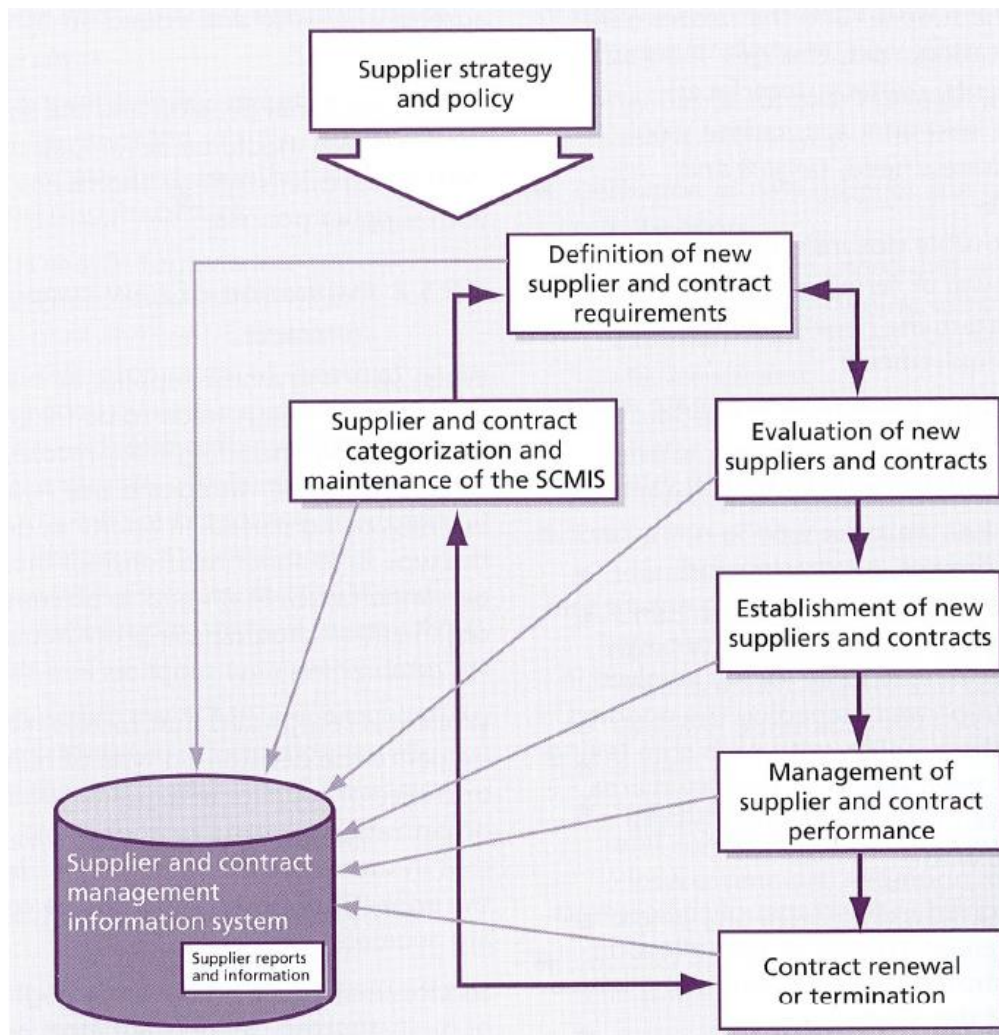 Supplier strategy
and policy
Definition of new
supplier and contract
requirements
Supplier and contract
categorization and
maintenance of the SCMIS
Evaluation of new
suppliers and contracts
Establishment of new
suppliers and contracts
Management of
supplier and contract
performance
Supplier and contract
management
information system
Supplier reports
and information
Contract renewal
or termination